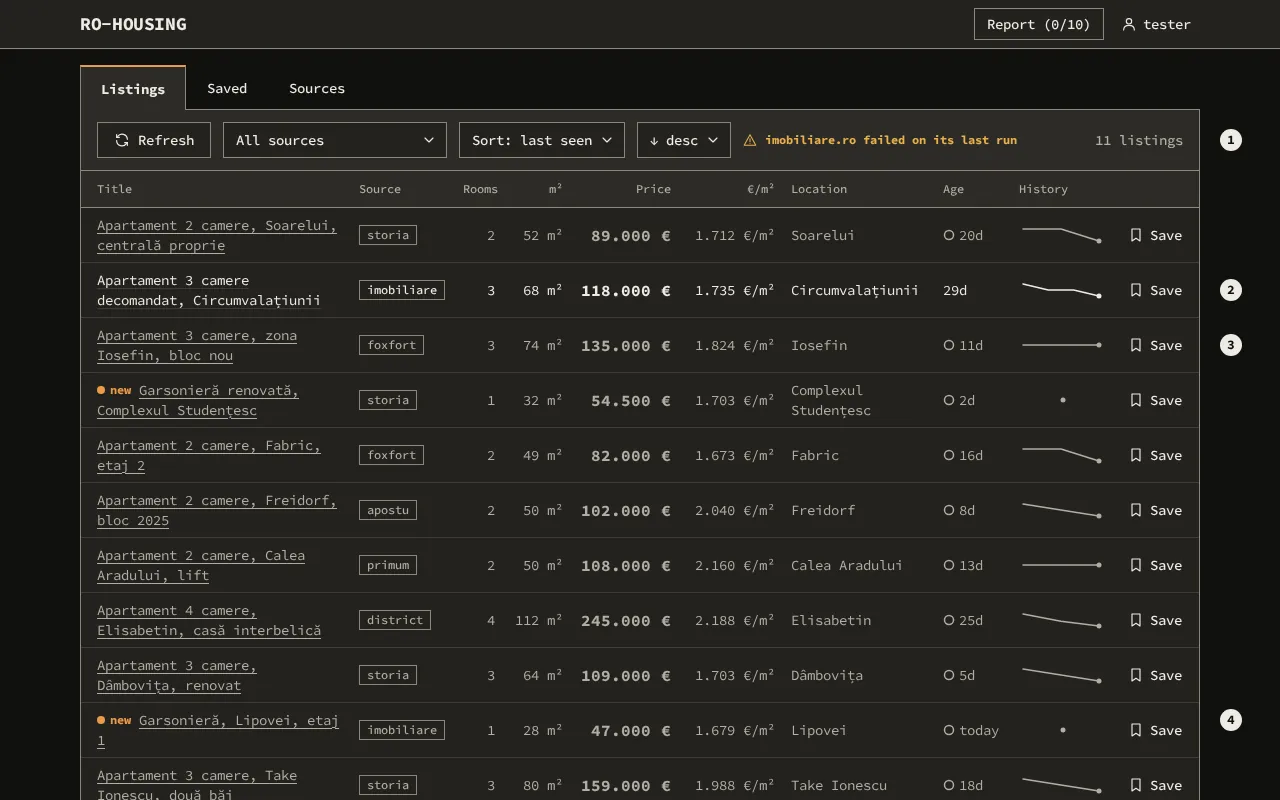 RO-HOUSING Report (0/10) tester
Listings Saved Sources
Refresh All sources Sort: last seen ↓ desc imobiliare.ro failed on its last run 11 listings 1
Title Source Rooms m² Price €/m² Location Age History
Apartament 2 camere, Soarelui,
centrală proprie storia 2 52 m² 89.000 € 1.712 €/m² Soarelui 20d Save
Apartament 3 camere
decomandat, Circumvalațiunii imobiliare 3 68 m² 118.000 € 1.735 €/m² Circumvalațiunii 29d Save 2
Apartament 3 camere, zona
Iosefin, bloc nou foxfort 3 74 m² 135.000 € 1.824 €/m² Iosefin 11d Save 3
new Garsonieră renovată,
Complexul Studențesc storia 1 32 m² 54.500 € 1.703 €/m² Complexul
Studențesc 2d Save
Apartament 2 camere, Fabric,
etaj 2 foxfort 2 49 m² 82.000 € 1.673 €/m² Fabric 16d Save
Apartament 2 camere, Freidorf,
bloc 2025 apostu 2 50 m² 102.000 € 2.040 €/m² Freidorf 8d Save
Apartament 2 camere, Calea
Aradului, lift primum 2 50 m² 108.000 € 2.160 €/m² Calea Aradului 13d Save
Apartament 4 camere,
Elisabetin, casă interbelică district 4 112 m² 245.000 € 2.188 €/m² Elisabetin 25d Save
Apartament 3 camere,
Dâmbovița, renovat storia 3 64 m² 109.000 € 1.703 €/m² Dâmbovița 5d Save
new Garsonieră, Lipovei, etaj
1 imobiliare 1 28 m² 47.000 € 1.679 €/m² Lipovei today Save 4
Apartament 3 camere, Take
Ionescu, două băi storia 3 80 m² 159.000 € 1.988 €/m² Take Ionescu 18d Save